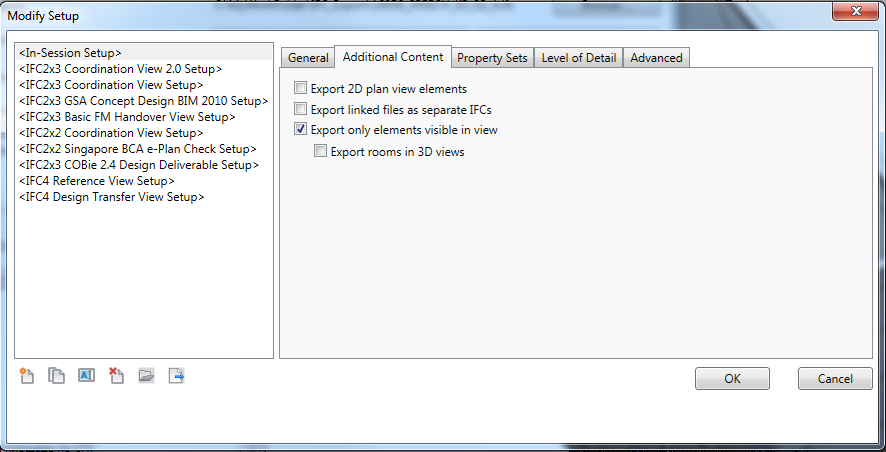 Modify Setup
<In-Session Setup>
<IFC2x3 Coordination View 2.0 Setup>
<IFC2x3 Coordination View Setup>
<IFC2x3 GSA Concept Design BIM 2010 Setup>
<IFC2x3 Basic FM Handover View Setup>
<IFC2x2 Coordination View Setup>
<IFC2x2 Singapore BCA e-Plan Check Setup>
<IFC2x3 COBie 2.4 Design Deliverable Setup>
<IFC4 Reference View Setup>
<IFC4 Design Transfer View Setup>
General Additional Content Property Sets Level of Detail Advanced
Export 2D plan view elements
Export linked files as separate IFCs
Export only elements visible in view
Export rooms in 3D views
OK Cancel